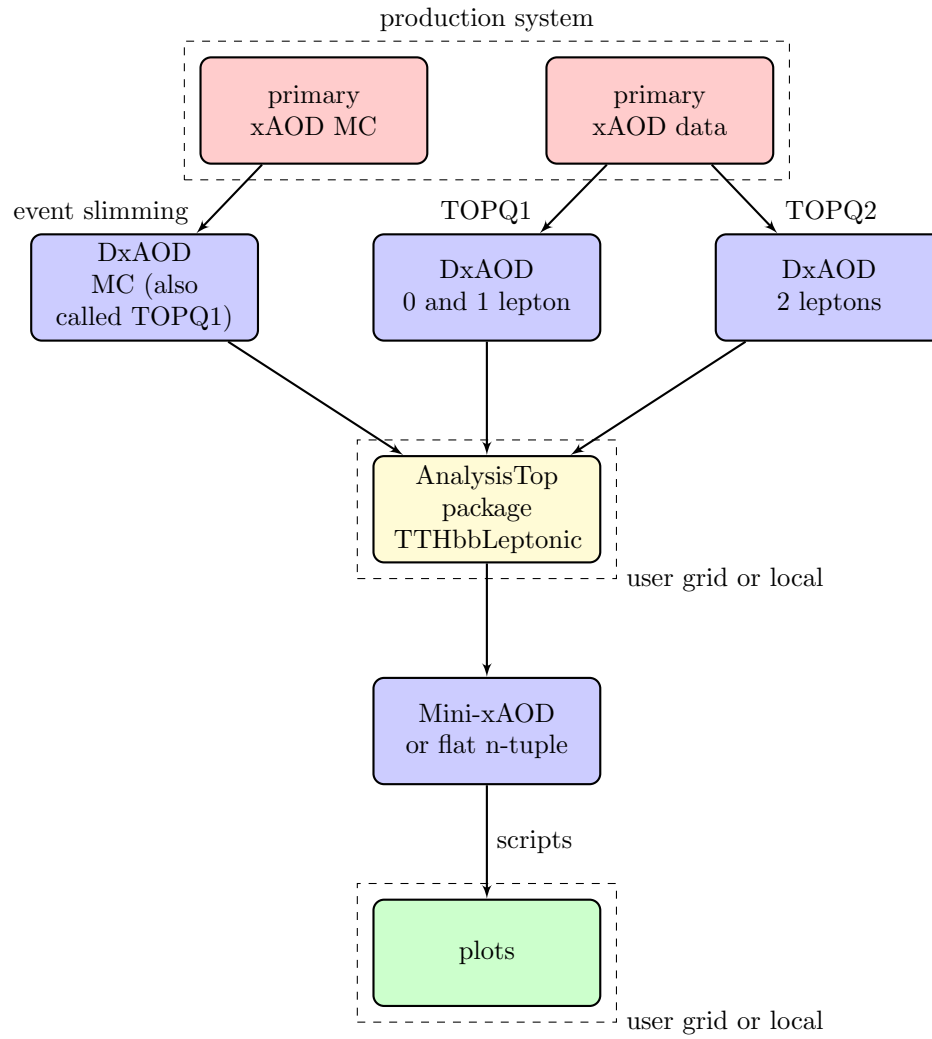 production system
primary
xAOD MC
primary
xAOD data
event slimming
TOPQ1
TOPQ2
DxAOD
MC (also
called TOPQ1)
DxAOD
0 and 1 lepton
DxAOD
2 leptons
AnalysisTop
package
TTHbbLeptonic
user grid or local
Mini-xAOD
or flat n-tuple
scripts
plots
user grid or local